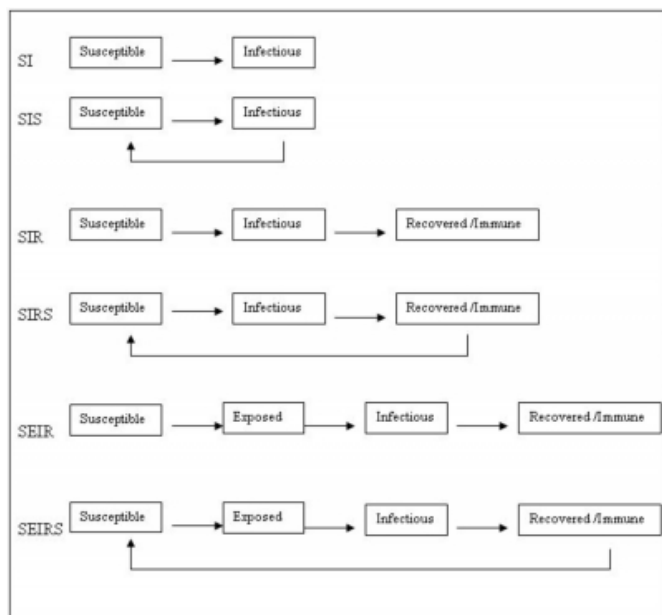 SI Susceptible Infectious
SIS Susceptible Infectious
SIR Susceptible Infectious Recovered /Immune
SIRS Susceptible Infectious Recovered /Immune
SEIR Susceptible Exposed Infectious Recovered /Immune
SEIRS Susceptible Exposed Infectious Recovered /Immune